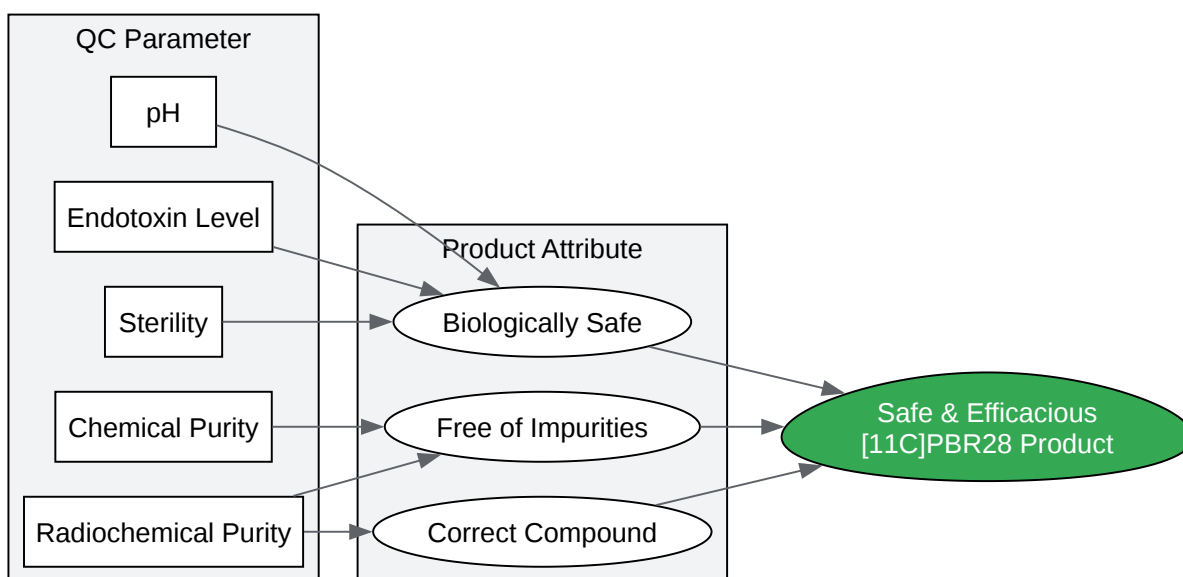 QC Parameter
pH
Endotoxin Level
Sterility
Chemical Purity
Radiochemical Purity
Product Attribute
Biologically Safe
Free of Impurities
Correct Compound
Safe & Efficacious
[11C]PBR28 Product